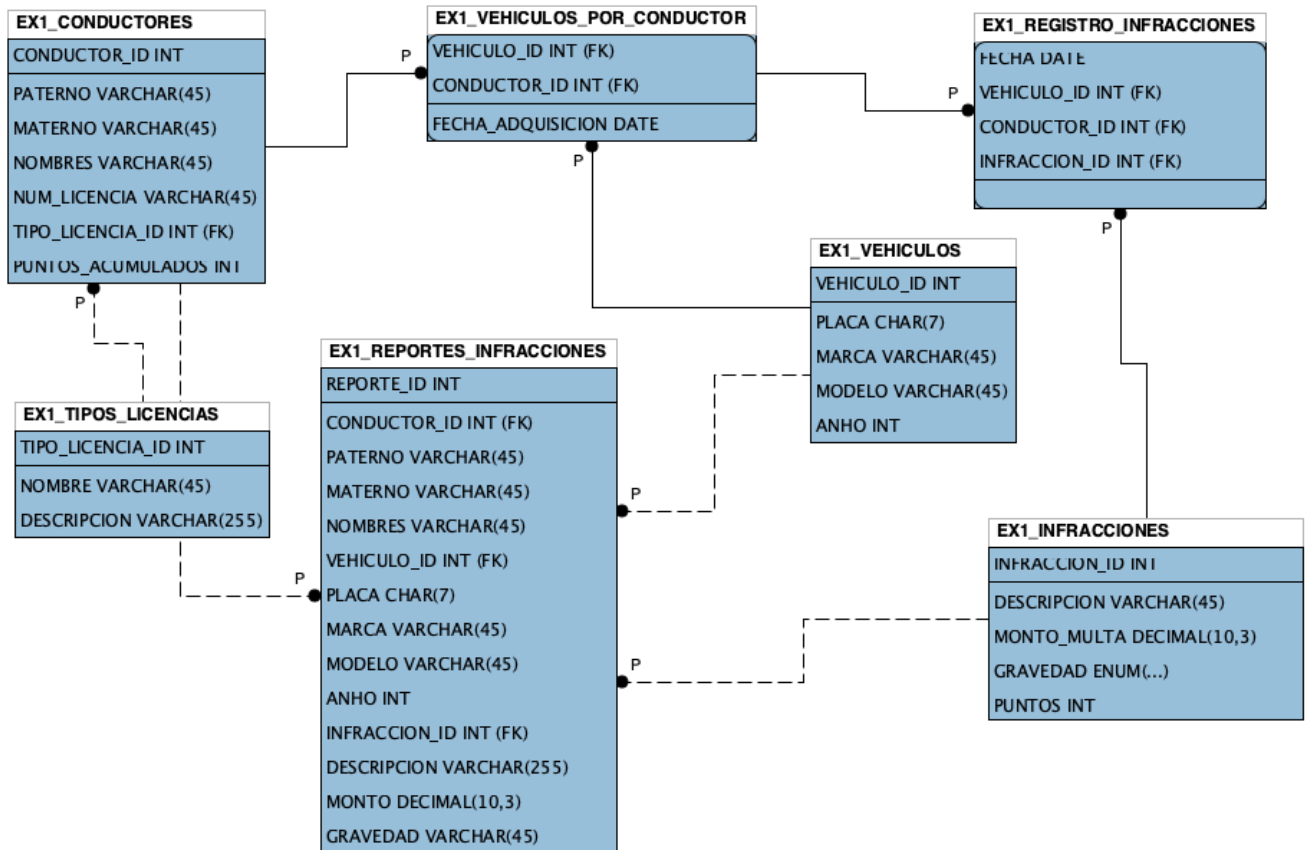 EX1_CONDUCTORES
CONDUCTOR_ID INT
PATERNO VARCHAR(45)
MATERNO VARCHAR(45)
NOMBRES VARCHAR(45)
NUM_LICENCIA VARCHAR(45)
TIPO_LICENCIA_ID INT (FK)
PUNTOS_ACUMULADOS INT
P
EX1_VEHICULOS_POR_CONDUCTOR
VEHICULO_ID INT (FK)
CONDUCTOR_ID INT (FK)
FECHA_ADQUISICION DATE
P
P
EX1_REGISTRO_INFRACCIONES
FECHA DATE
VEHICULO_ID INT (FK)
CONDUCTOR_ID INT (FK)
INFRACCION_ID INT (FK)
P
P
EX1_VEHICULOS
VEHICULO_ID INT
PLACA CHAR(7)
MARCA VARCHAR(45)
MODELO VARCHAR(45)
ANHO INT
EX1_TIPOS_LICENCIAS
TIPO_LICENCIA_ID INT
NOMBRE VARCHAR(45)
DESCRIPCION VARCHAR(255)
EX1_REPORTES_INFRACCIONES
REPORTE_ID INT
CONDUCTOR_ID INT (FK)
PATERNO VARCHAR(45)
MATERNO VARCHAR(45)
NOMBRES VARCHAR(45)
VEHICULO_ID INT (FK)
PLACA CHAR(7)
MARCA VARCHAR(45)
MODELO VARCHAR(45)
ANHO INT
INFRACCION_ID INT (FK)
DESCRIPCION VARCHAR(255)
MONTO DECIMAL(10,3)
GRAVEDAD VARCHAR(45)
P
P
P
EX1_INFRACCIONES
INFRACCION_ID INT
DESCRIPCION VARCHAR(45)
MONTO_MULTA DECIMAL(10,3)
GRAVEDAD ENUM(...)
PUNTOS INT